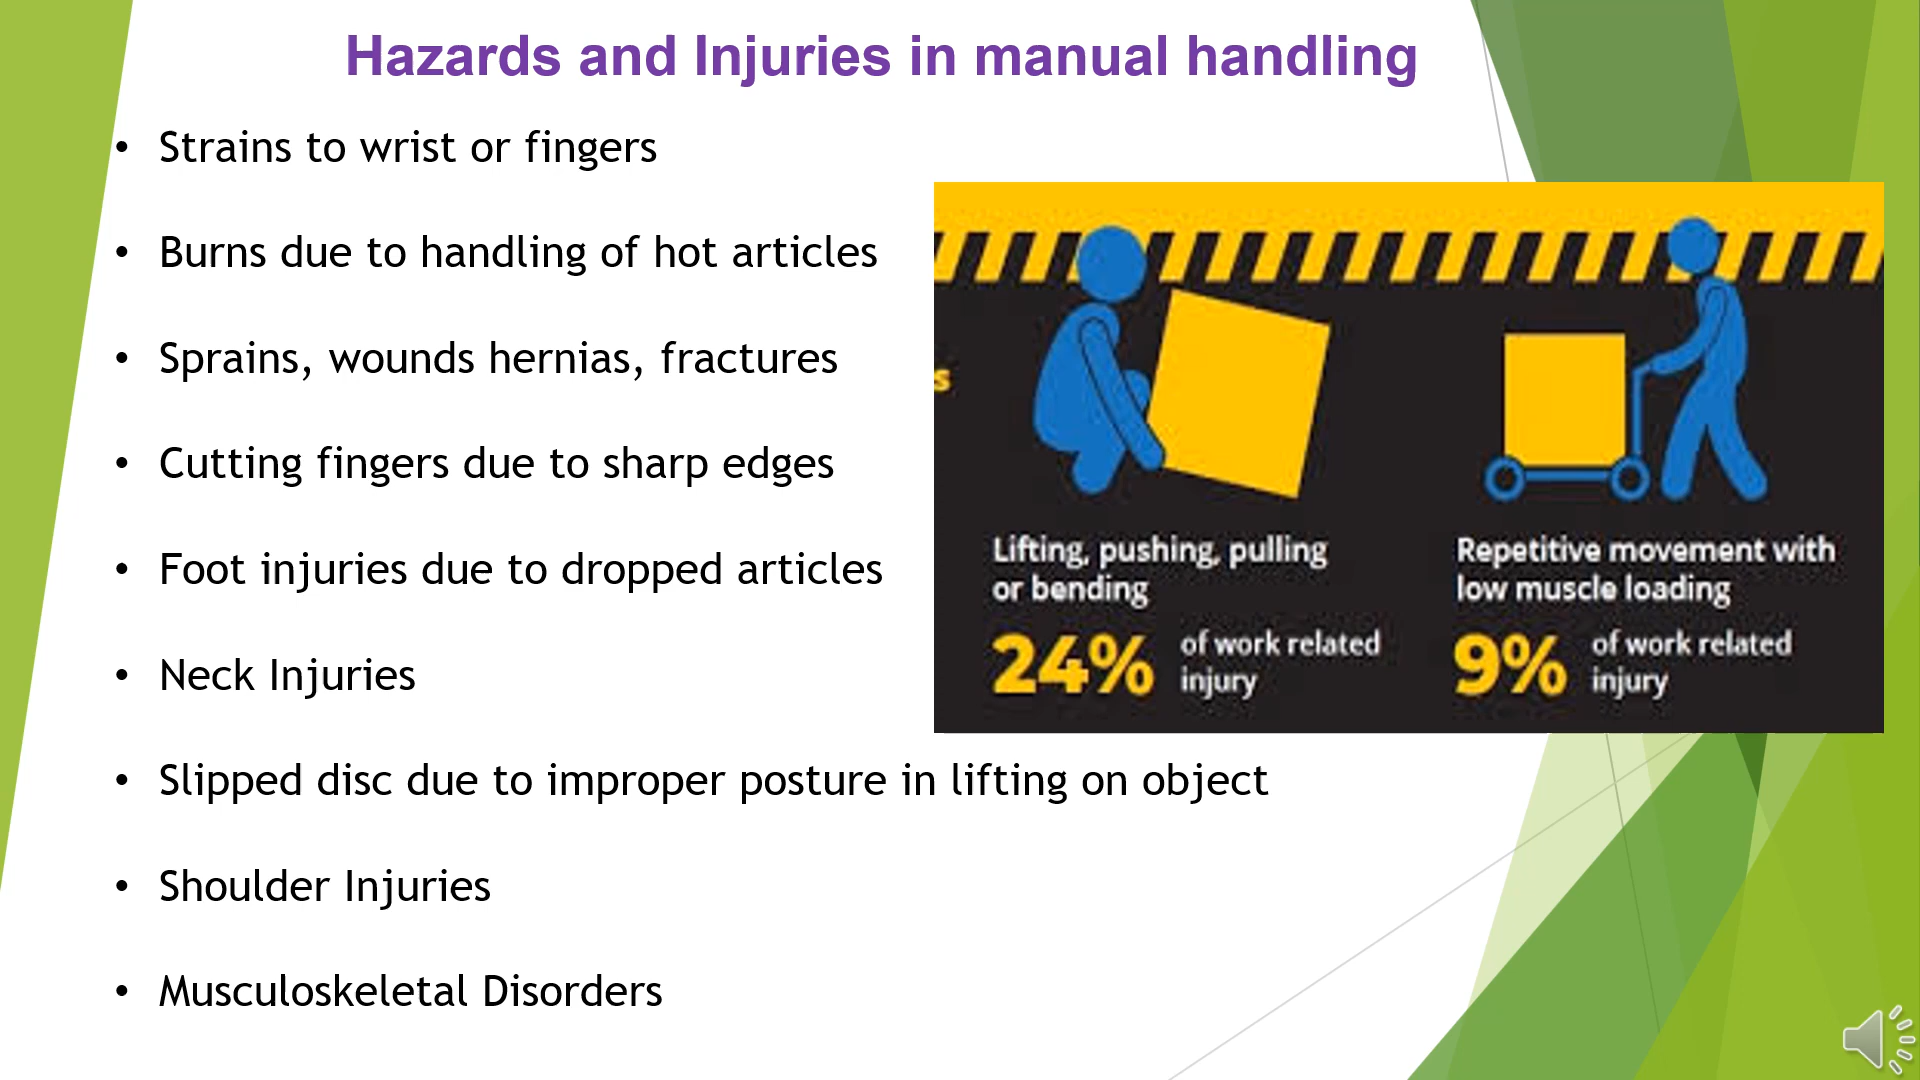 Hazards and Injuries in manual handling
• Strains to wrist or fingers
• Burns due to handling of hot articles
• Sprains, wounds hernias, fractures
• Cutting fingers due to sharp edges
• Foot injuries due to dropped articles
• Neck Injuries
• Slipped disc due to improper posture in lifting on object
• Shoulder Injuries
• Musculoskeletal Disorders
s
Lifting, pushing, pulling
or bending
24% of work related
injury
Repetitive movement with
low muscle loading
9% of work related
injury